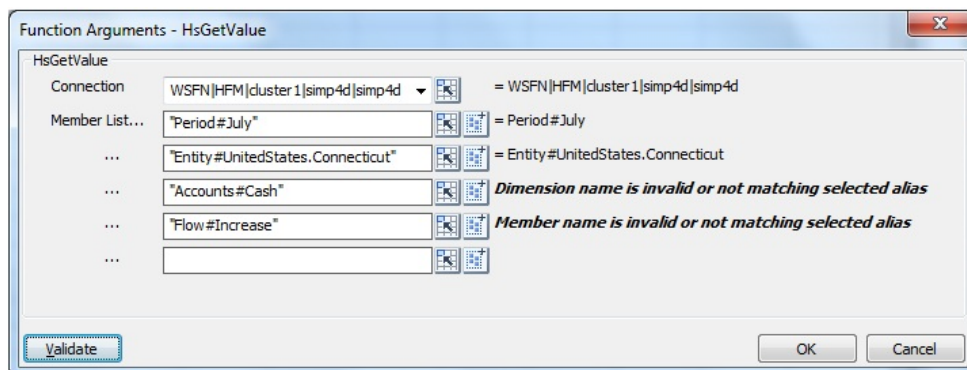 Function Arguments - HsGetValue
HsGetValue
Connection WSFN|HFM|cluster1|simp4d|simp4d = WSFN|HFM|cluster1|simp4d|simp4d
Member List... "Period#July" = Period#July
... "Entity#UnitedStates.Connecticut" = Entity#UnitedStates.Connecticut
... "Accounts#Cash" Dimension name is invalid or not matching selected alias
... "Flow#Increase" Member name is invalid or not matching selected alias
...
Validate OK Cancel